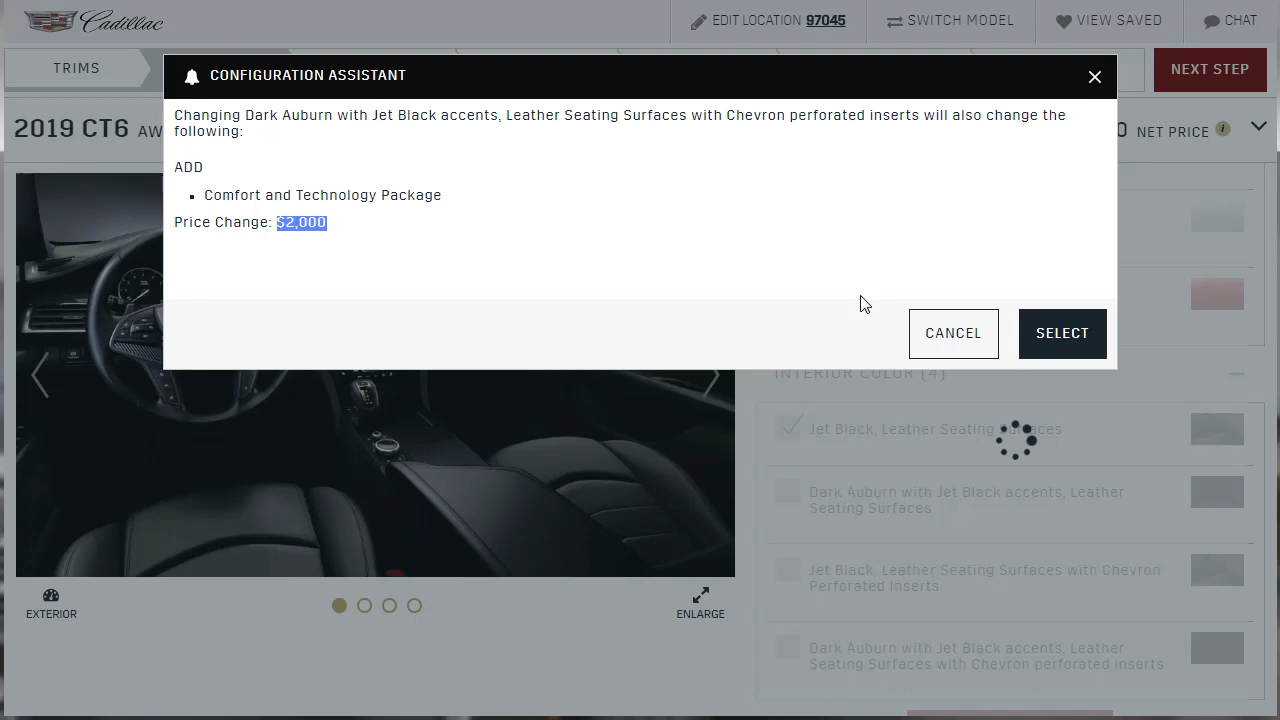 Cadillac
EDIT LOCATION 97045
SWITCH MODEL
VIEW SAVED
CHAT
TRIMS
NEXT STEP
CONFIGURATION ASSISTANT
Changing Dark Auburn with Jet Black accents, Leather Seating Surfaces with Chevron perforated inserts will also change the
following:
ADD
Comfort and Technology Package
Price Change: $2,000
CANCEL
SELECT
2019 CT6 AW
0 NET PRICE i
INTERIOR COLOR (4)
Jet Black, Leather Seating Surfaces
Dark Auburn with Jet Black accents, Leather
Seating Surfaces
Jet Black, Leather Seating Surfaces with Chevron
Perforated Inserts
Dark Auburn with Jet Black accents, Leather
Seating Surfaces with Chevron perforated inserts
EXTERIOR
ENLARGE